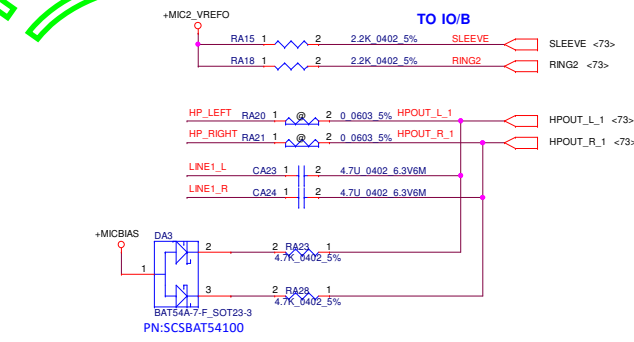 +MIC2_VREFO
TO IO/B
RA15 1 2 2.2K_0402_5% SLEEVE SLEEVE <73>
RA18 1 2 2.2K_0402_5% RING2 RING2 <73>
HP_LEFT RA20 1 @ 2 0_0603_5% HPOUT_L_1 HPOUT_L_1 <73>
HP_RIGHT RA21 1 @ 2 0_0603_5% HPOUT_R_1 HPOUT_R_1 <73>
LINE1_L CA23 1 2 4.7U_0402_6.3V6M
LINE1_R CA24 1 2 4.7U_0402_6.3V6M
+MICBIAS
DA3
2 2 RA23 1
4.7K_0402_5%
1
3 2 RA28 1
4.7K_0402_5%
BAT54A-7-F_SOT23-3
PN:SCSBAT54100